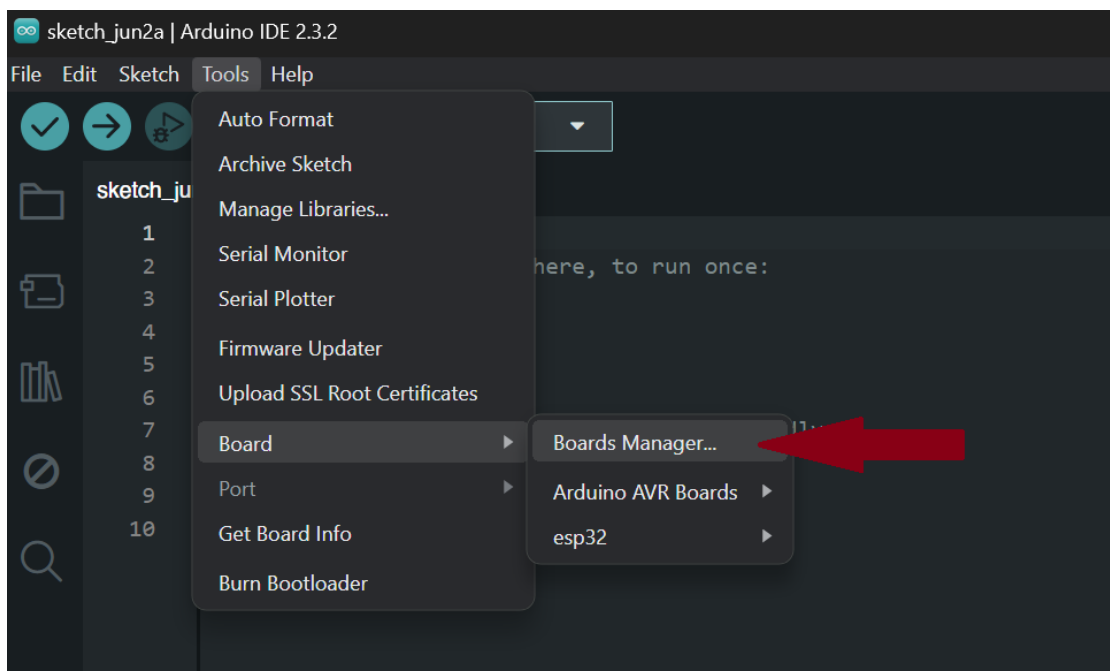 sketch_jun2a | Arduino IDE 2.3.2
File Edit Sketch Tools Help
sketch_ju
Auto Format
Archive Sketch
Manage Libraries...
Serial Monitor
Serial Plotter
Firmware Updater
Upload SSL Root Certificates
Board
Port
Get Board Info
Burn Bootloader
Boards Manager...
Arduino AVR Boards
esp32
1
2 here, to run once:
3
4
5
6
7
8
9
10